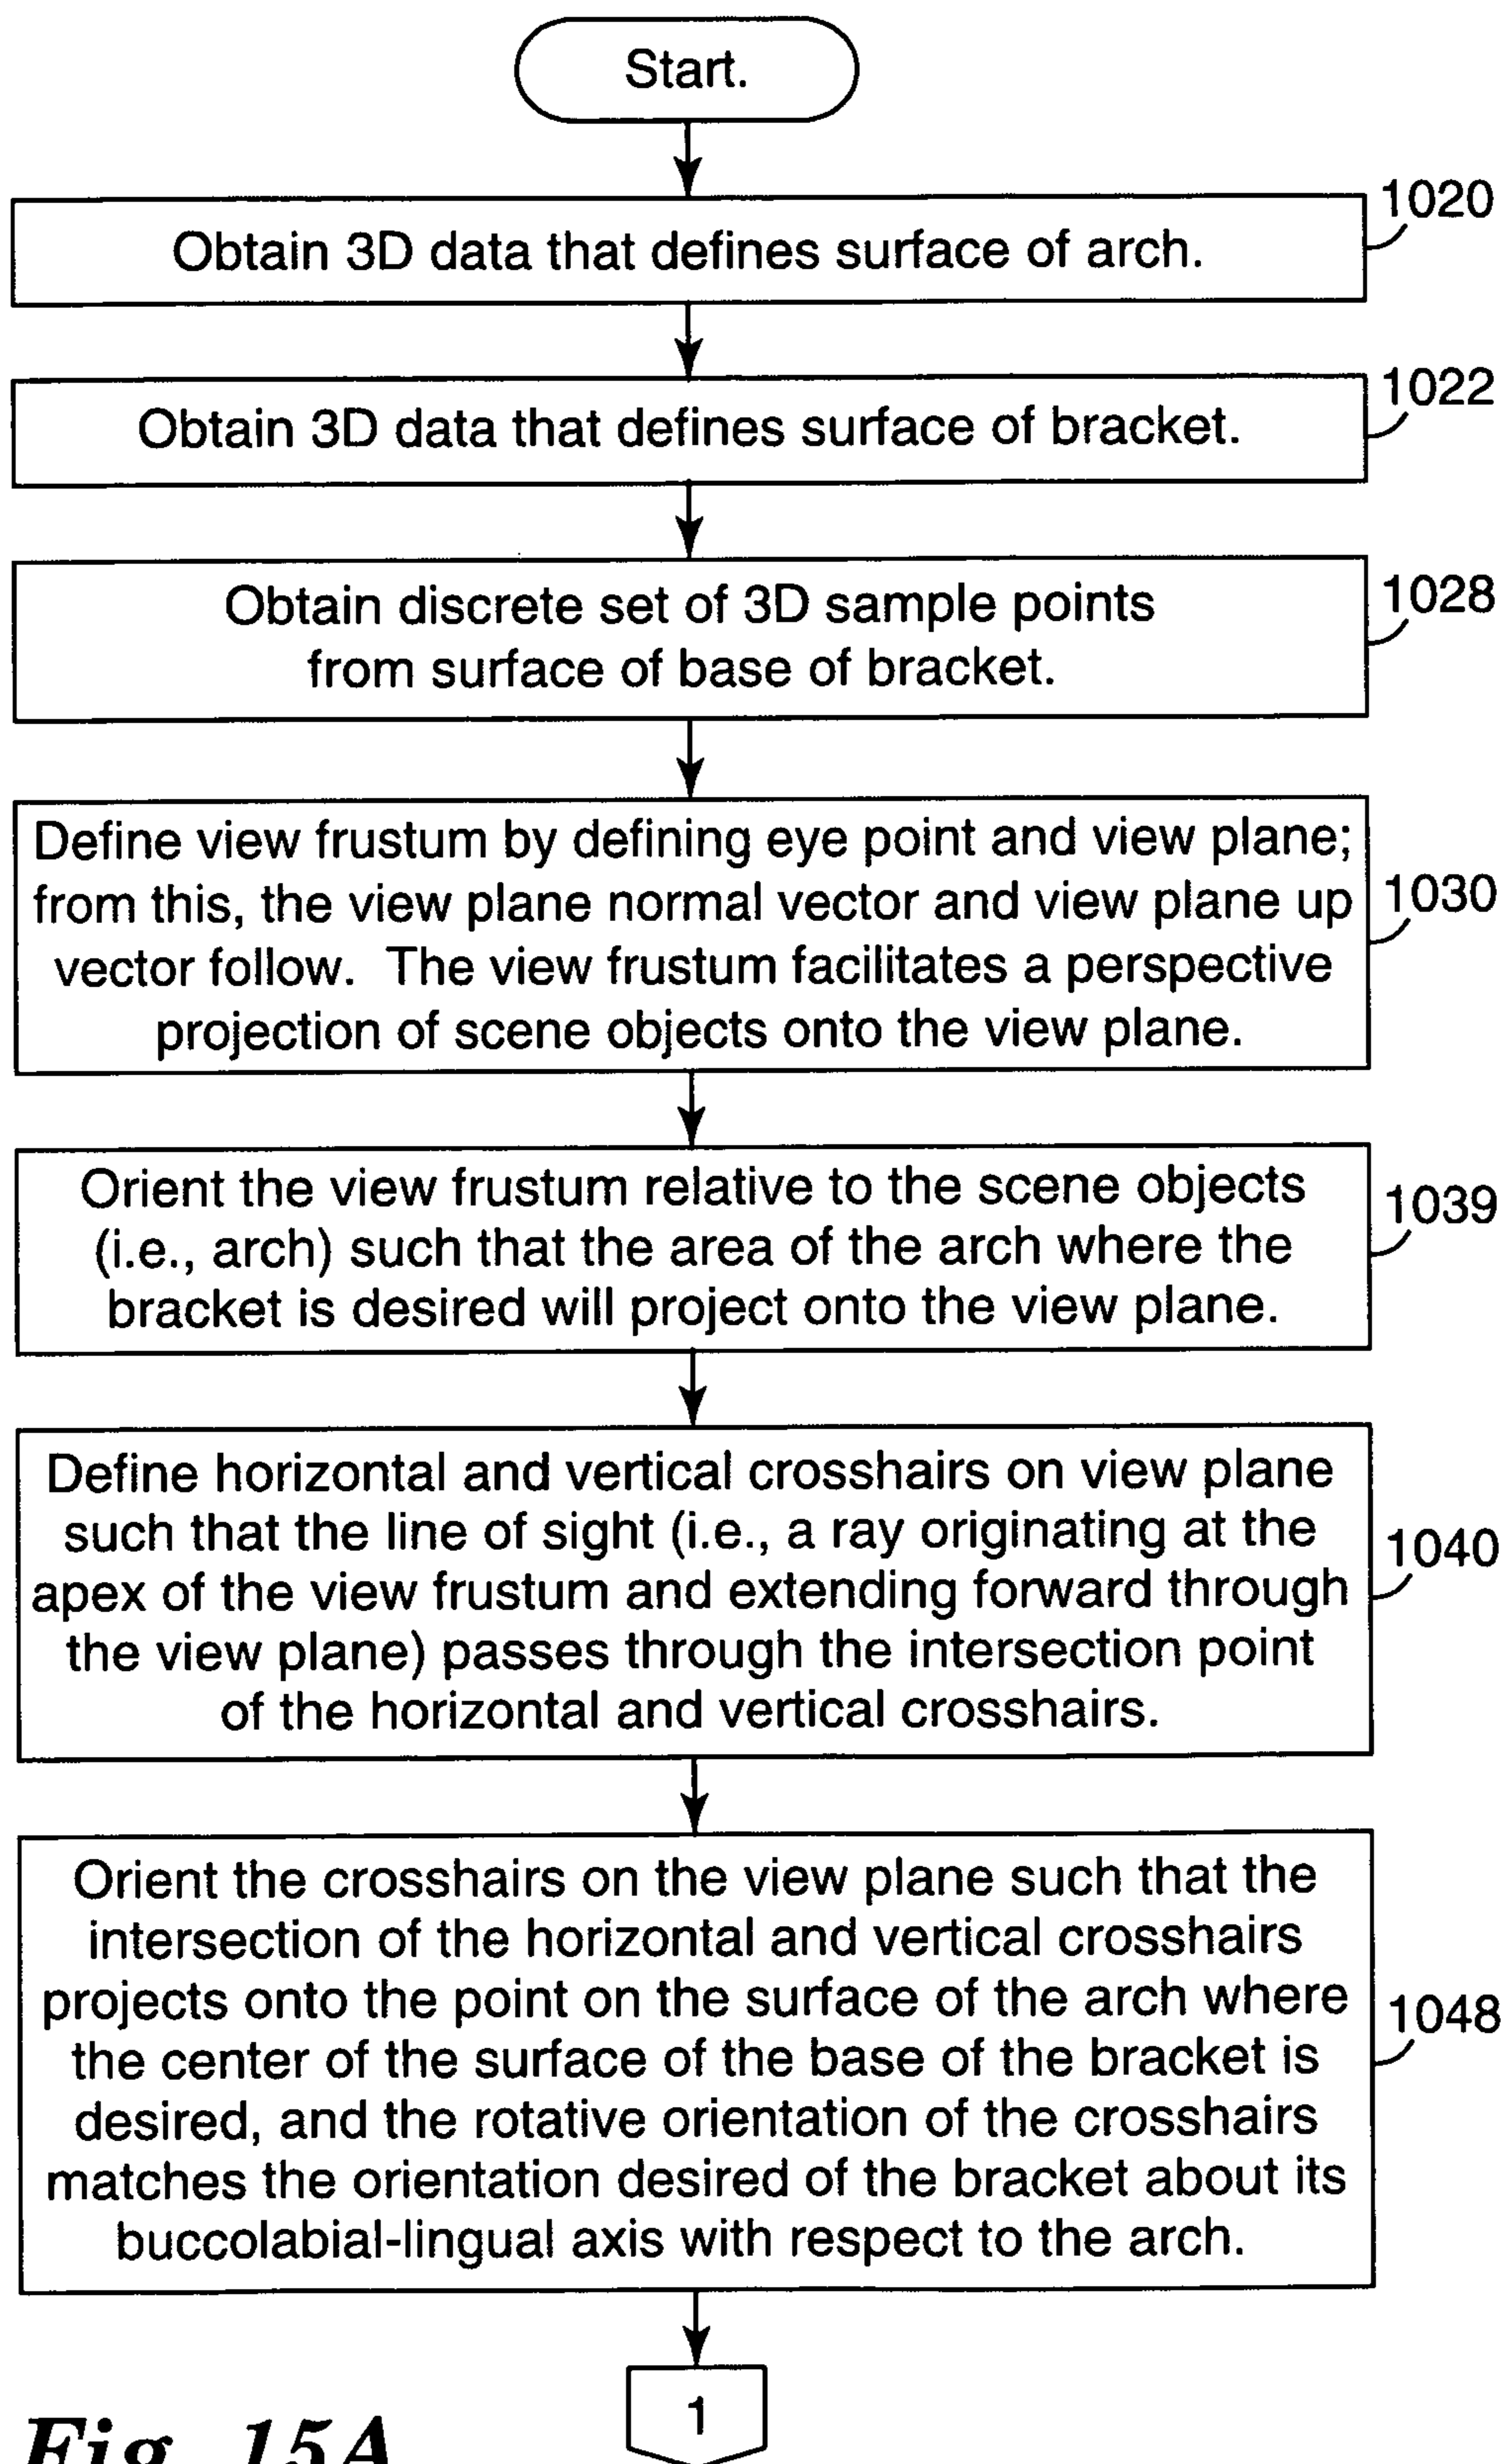 Start.
1020
Obtain 3D data that defines surface of arch.
1022
Obtain 3D data that defines surface of bracket.
1028
Obtain discrete set of 3D sample points
from surface of base of bracket.
Define view frustum by defining eye point and view plane;
from this, the view plane normal vector and view plane up
1030
vector follow. The view frustum facilitates a perspective
projection of scene objects onto the view plane.
Orient the view frustum relative to the scene objects
1039
(i.e., arch) such that the area of the arch where the
bracket is desired will project onto the view plane.
Define horizontal and vertical crosshairs on view plane
such that the line of sight (i.e., a ray originating at the
1040
apex of the view frustum and extending forward through
the view plane) passes through the intersection point
of the horizontal and vertical crosshairs.
Orient the crosshairs on the view plane such that the
intersection of the horizontal and vertical crosshairs
projects onto the point on the surface of the arch where
1048
the center of the surface of the base of the bracket is
desired, and the rotative orientation of the crosshairs
matches the orientation desired of the bracket about its
buccolabial-lingual axis with respect to the arch.
1
Fig. 15A